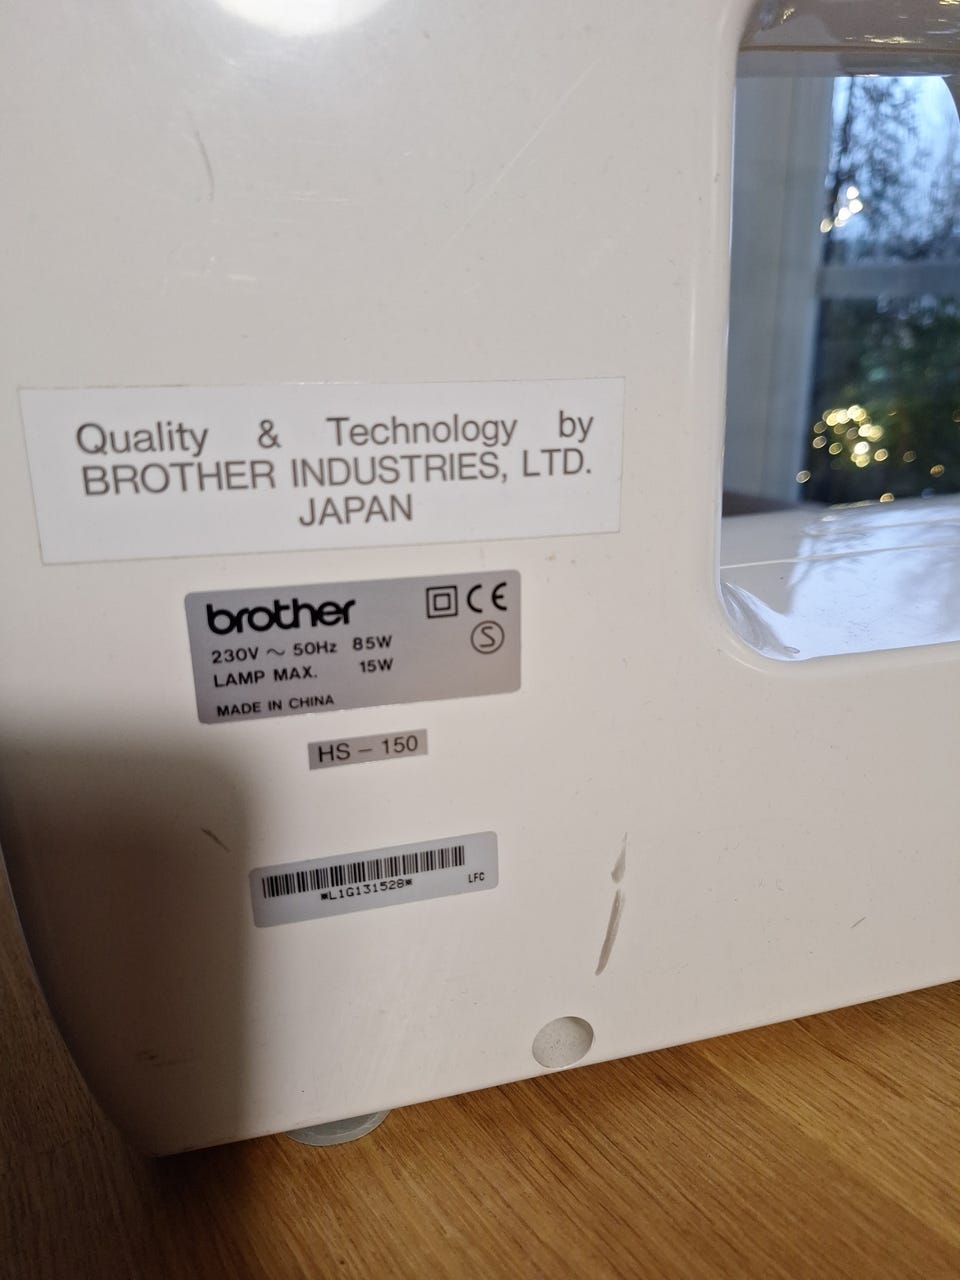 Quality & Technology by
BROTHER INDUSTRIES, LTD.
JAPAN
brother
CE
230V ~ 50Hz 85W
S
LAMP MAX. 15W
MADE IN CHINA
HS - 150
*L1G131528*
LFC